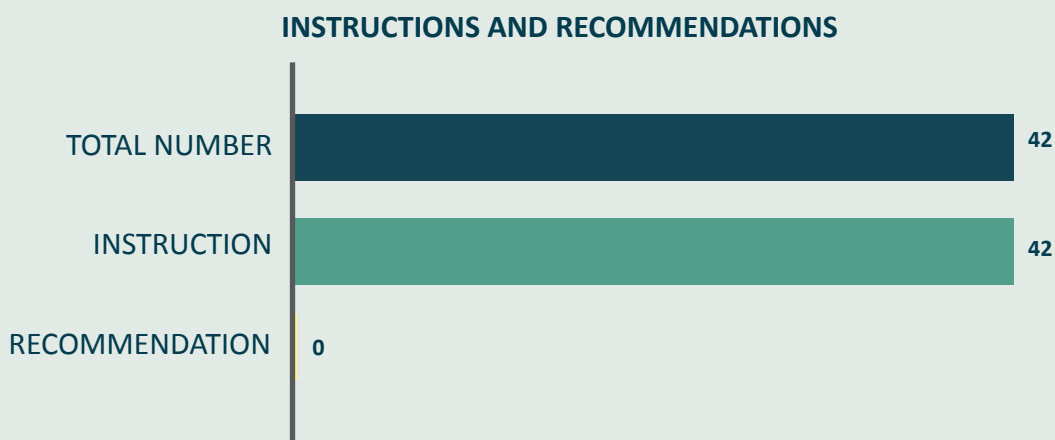 INSTRUCTIONS AND RECOMMENDATIONS
TOTAL NUMBER 42
INSTRUCTION 42
RECOMMENDATION 0